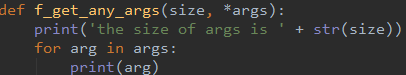 def f_get_any_args(size, *args):
    print('the size of args is ' + str(size))
    for arg in args:
        print(arg)